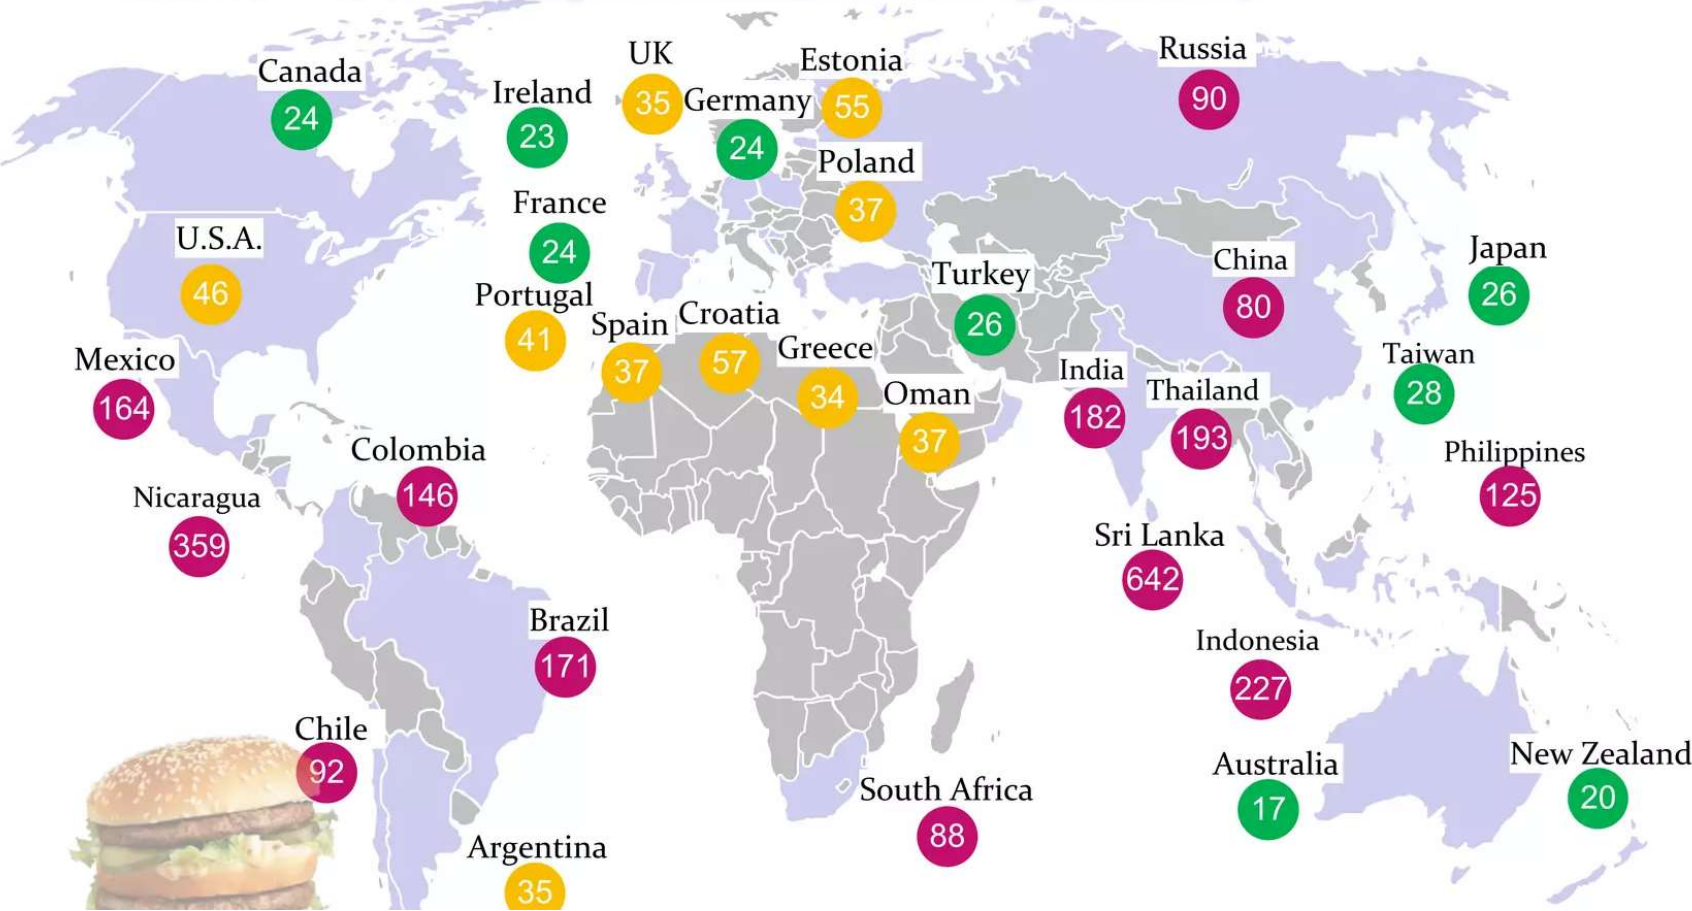 Canada
24
Ireland
23
UK
35
Germany
24
Estonia
55
Russia
90
Poland
37
France
24
U.S.A.
46
Portugal
41
Spain
37
Croatia
57
Greece
34
Turkey
26
Oman
37
China
80
Japan
26
Taiwan
28
India
182
Thailand
193
Philippines
125
Mexico
164
Colombia
146
Nicaragua
359
Sri Lanka
642
Brazil
171
Indonesia
227
Chile
92
South Africa
88
Australia
17
New Zealand
20
Argentina
35